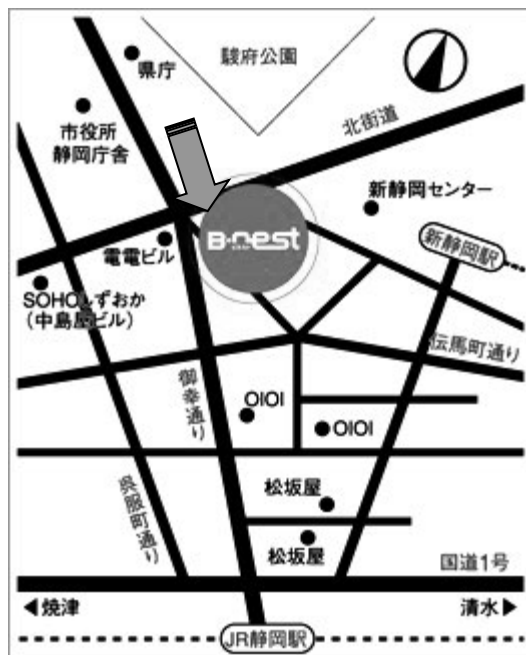 駿府公園
県庁
市役所
静岡庁舎
北街道
新静岡センター
B-nest
新静岡駅
電電ビル
SOHOしずおか
（中島屋ビル）
伝馬町通り
御幸通り
OIOI
OIOI
呉服町通り
松坂屋
松坂屋
国道1号
◀焼津
清水▶
JR静岡駅